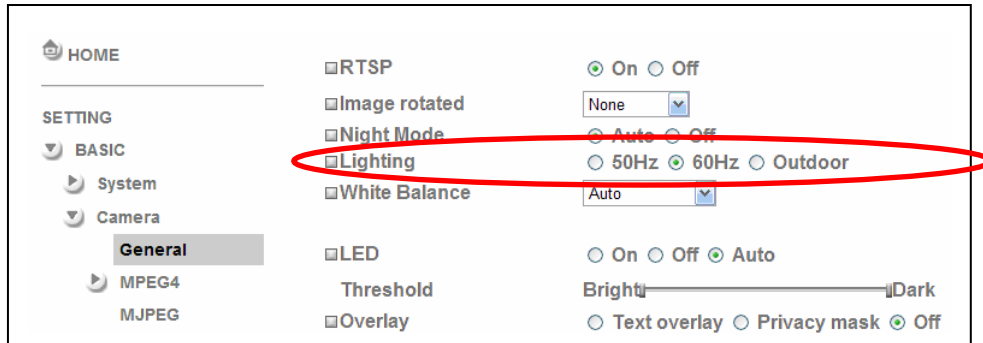 HOME
RTSP On Off
Image rotated None
SETTING
Night Mode Auto Off
BASIC
Lighting 50Hz 60Hz Outdoor
System
White Balance Auto
Camera
General
LED On Off Auto
MPEG4
Threshold Bright Dark
MJPEG
Overlay Text overlay Privacy mask Off